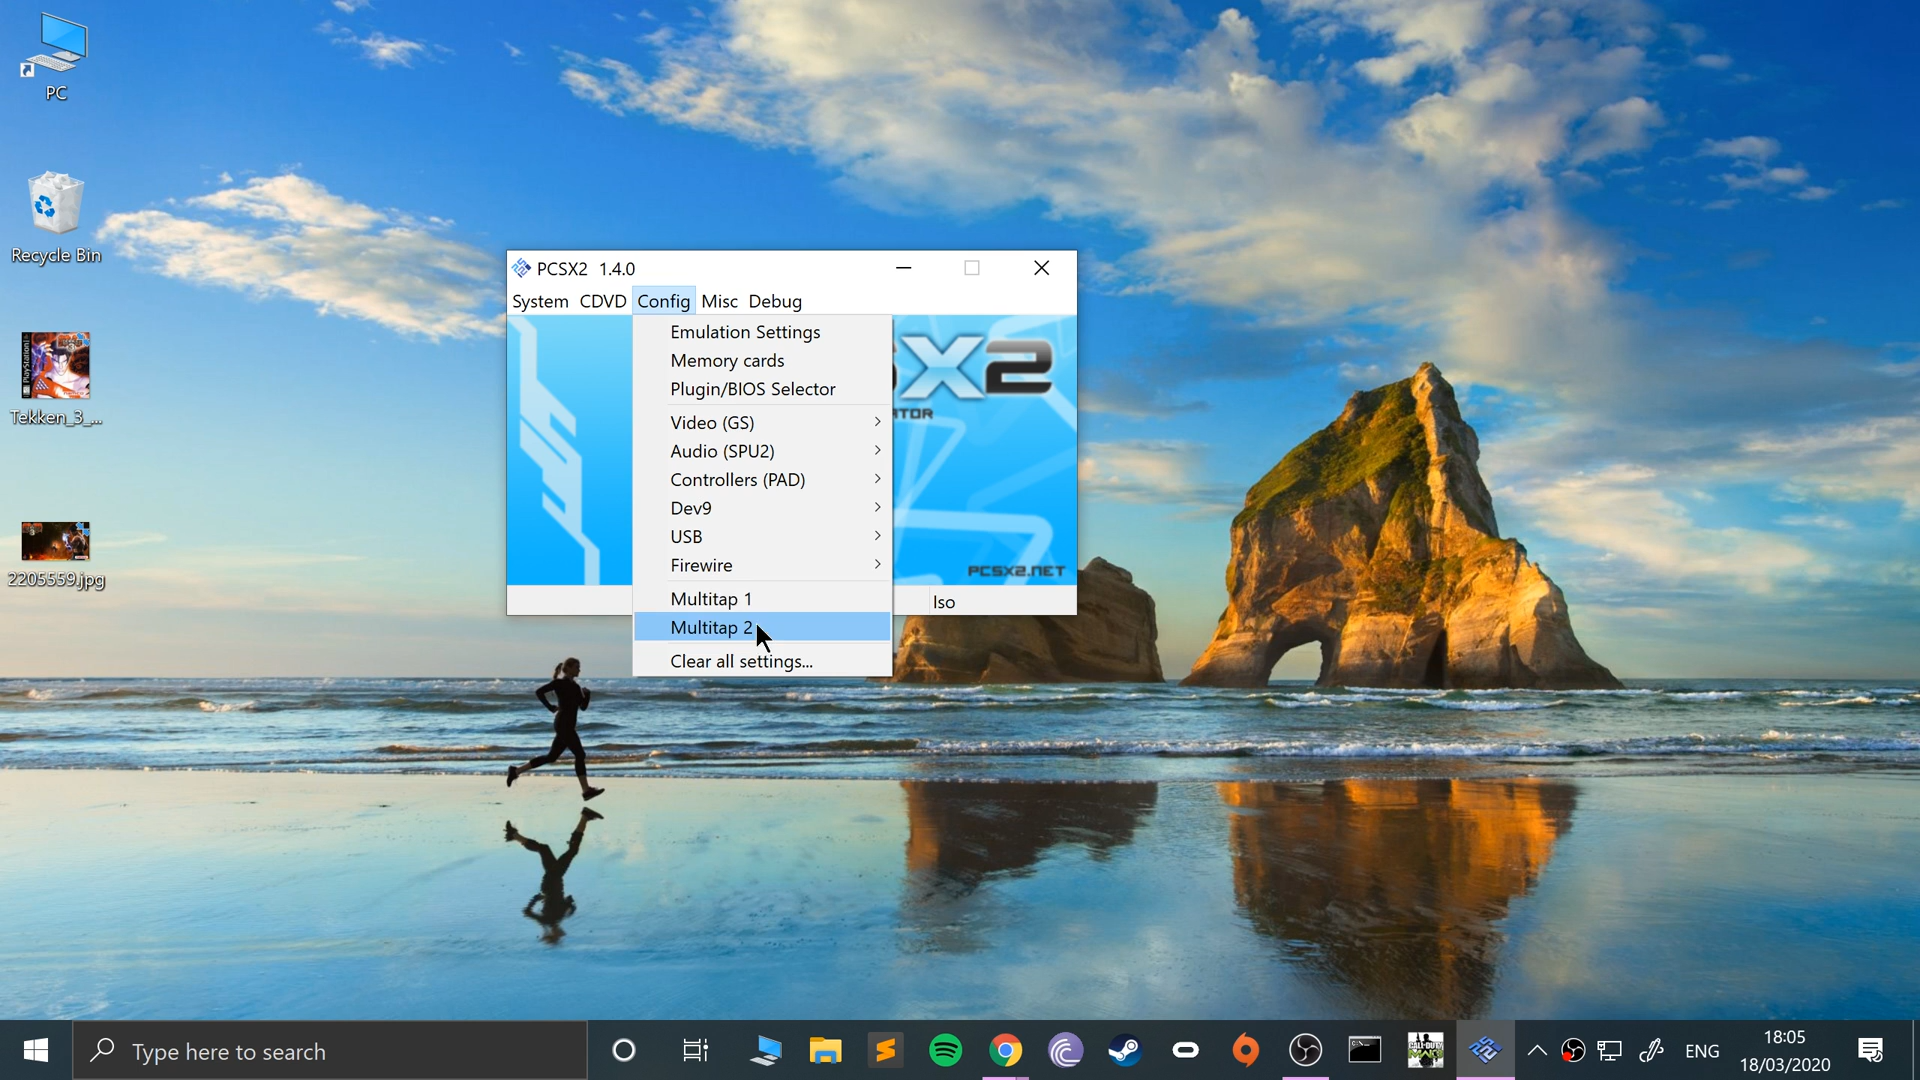 PC
Recycle Bin
Tekken_3_...
2205559.jpg
PCSX2 1.4.0
System CDVD Config Misc Debug
Emulation Settings
Memory cards
Plugin/BIOS Selector
Video (GS)
Audio (SPU2)
Controllers (PAD)
Dev9
USB
Firewire
Multitap 1
Multitap 2
Clear all settings...
X2
ATOR
PCSX2.NET
Iso
Type here to search
ENG
18:05
18/03/2020